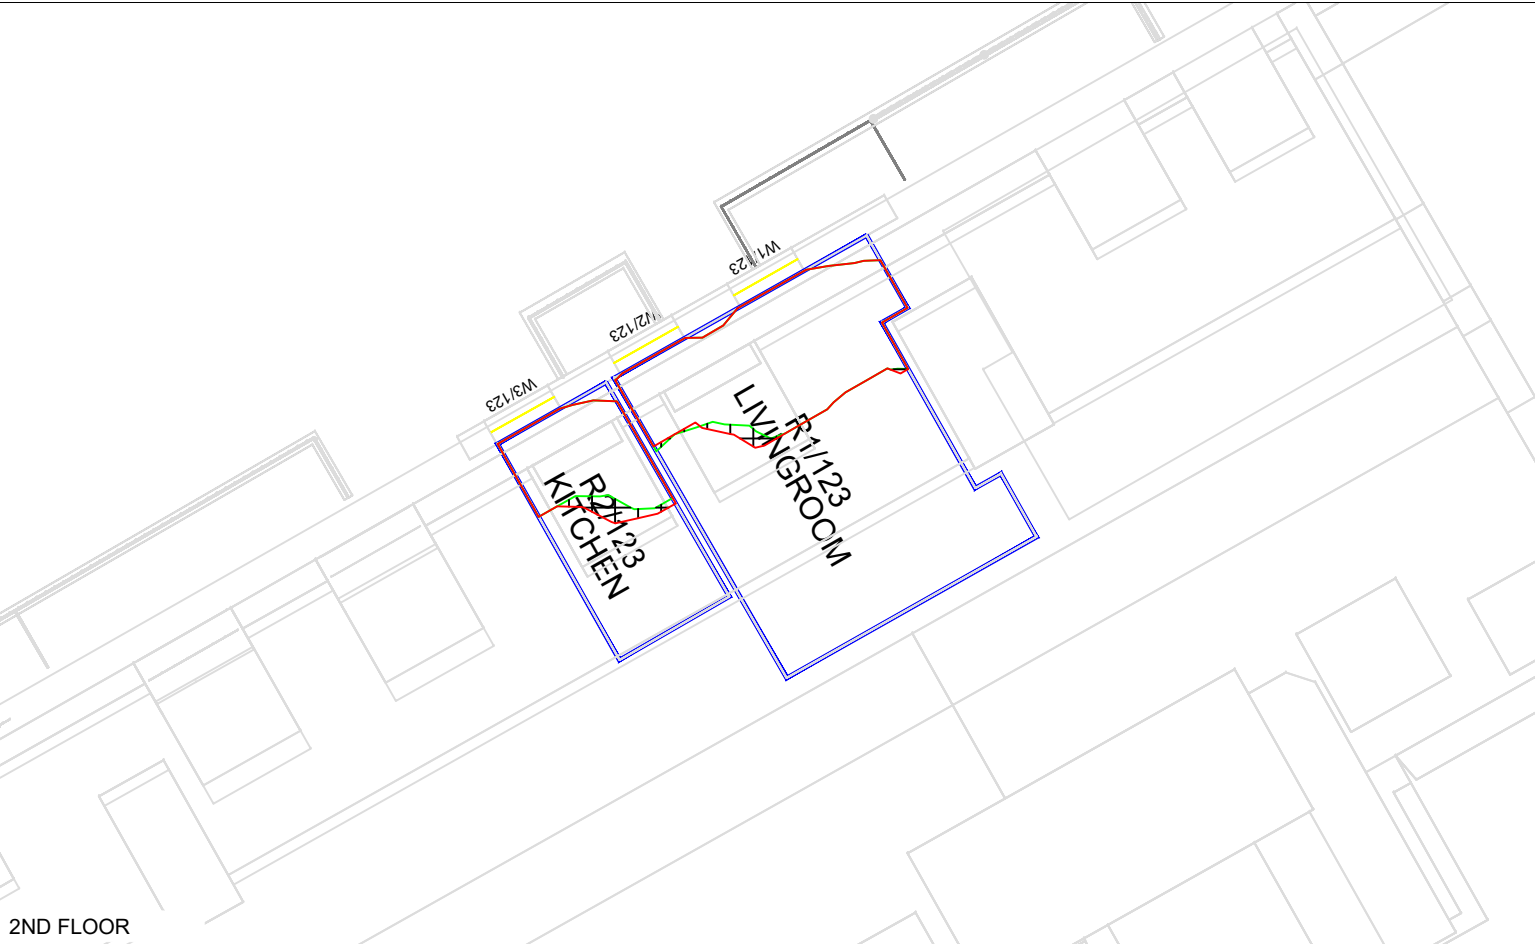 W1/123
W2/123
W3/123
R1/123
LIVINGROOM
R2/123
KITCHEN
2ND FLOOR